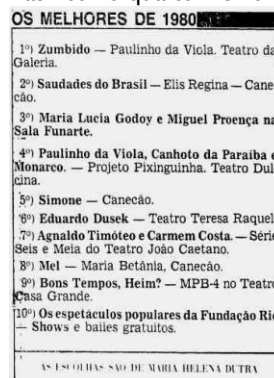 OS MELHORES DE 1980
1º) Zumbido — Paulinho da Viola. Teatro da
Galeria.
2º) Saudades do Brasil — Elis Regina — Cane-
cão.
3º) Maria Lucia Godoy e Miguel Proença na
Sala Funarte.
4º) Paulinho da Viola, Canhoto da Paraíba e
Monarco. — Projeto Pixinguinha. Teatro Dul-
cina.
5º) Simone — Canecão.
6º) Eduardo Dusek — Teatro Teresa Raquel.
7º) Agnaldo Timóteo e Carmem Costa. — Série
Seis e Meia do Teatro João Caetano.
8º) Mel — Maria Betânia, Canecão.
9º) Bons Tempos, Heim? — MPB-4 no Teatro
Casa Grande.
10º) Os espetáculos populares da Fundação Rio
— Shows e bailes gratuitos.
AS ESCOLHAS SÃO DE MARIA HELENA DUTRA